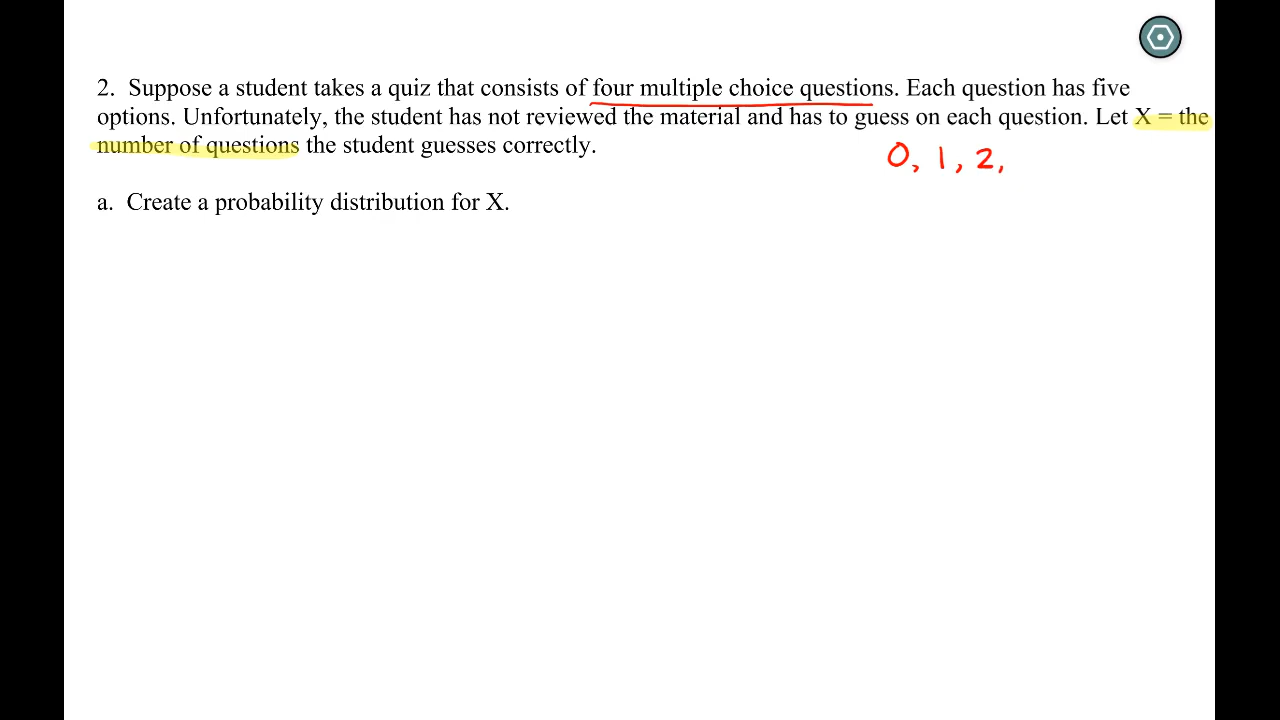 2. Suppose a student takes a quiz that consists of four multiple choice questions. Each question has five
options. Unfortunately, the student has not reviewed the material and has to guess on each question. Let X = the
number of questions the student guesses correctly.
0, 1, 2,
a. Create a probability distribution for X.